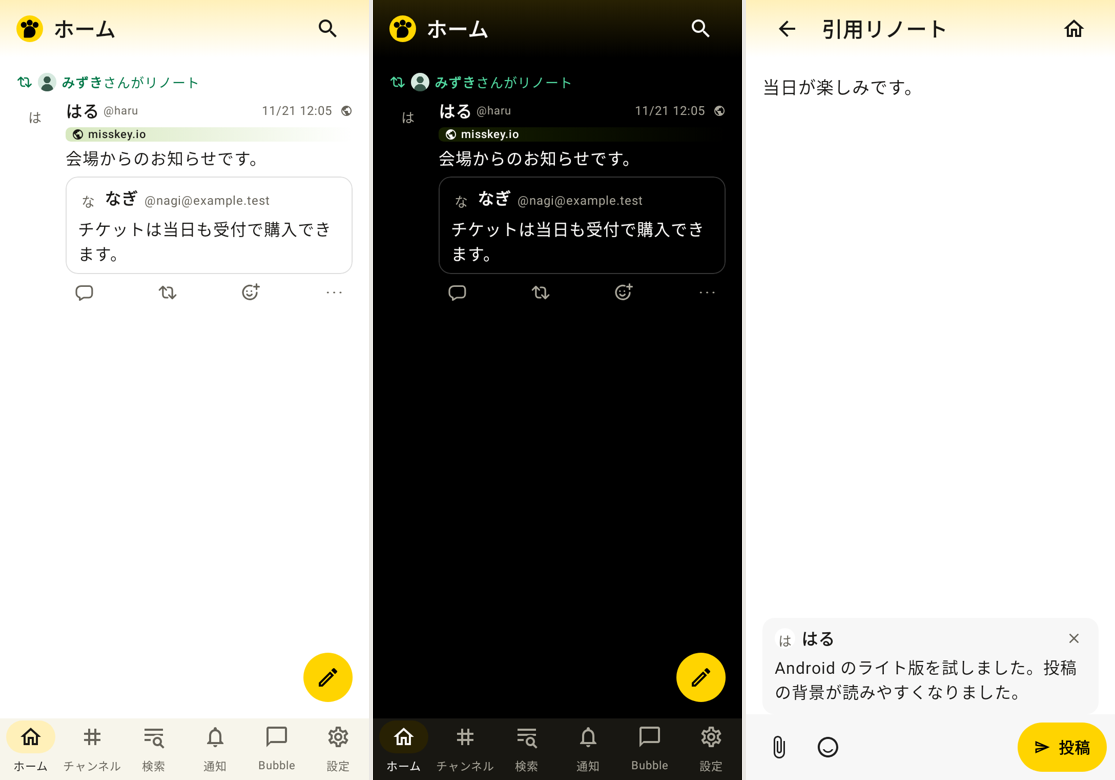 ホーム
みずきさんがリノート
は
はる @haru 11/21 12:05
misskey.io
会場からのお知らせです。
な なぎ @nagi@example.test
チケットは当日も受付で購入でき
ます。
ホーム チャンネル 検索 通知 Bubble 設定
ホーム
みずきさんがリノート
は
はる @haru 11/21 12:05
misskey.io
会場からのお知らせです。
な なぎ @nagi@example.test
チケットは当日も受付で購入でき
ます。
ホーム チャンネル 検索 通知 Bubble 設定
引用リノート
当日が楽しみです。
は はる
Android のライト版を試しました。投稿
の背景が読みやすくなりました。
投稿